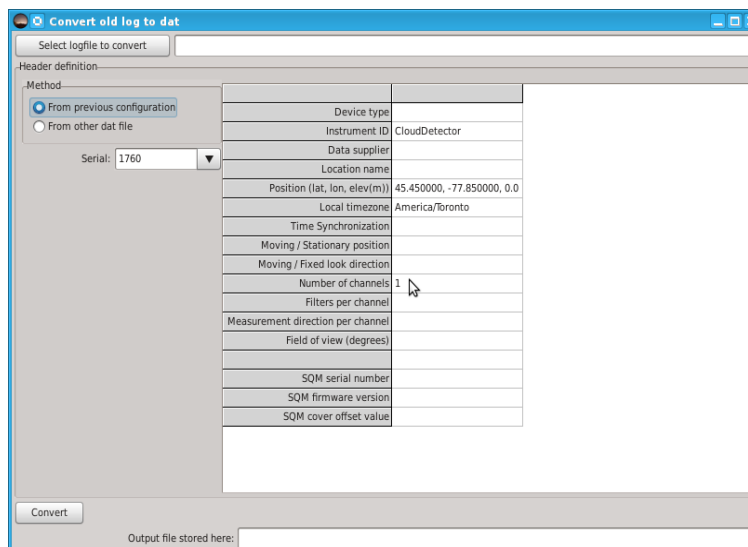 Convert old log to dat
Select logfile to convert
Header definition
Method
From previous configuration
From other dat file
Serial: 1760
Device type
Instrument ID CloudDetector
Data supplier
Location name
Position (lat, lon, elev(m)) 45.450000, -77.850000, 0.0
Local timezone America/Toronto
Time Synchronization
Moving / Stationary position
Moving / Fixed look direction
Number of channels 1
Filters per channel
Measurement direction per channel
Field of view (degrees)
SQM serial number
SQM firmware version
SQM cover offset value
Convert
Output file stored here: